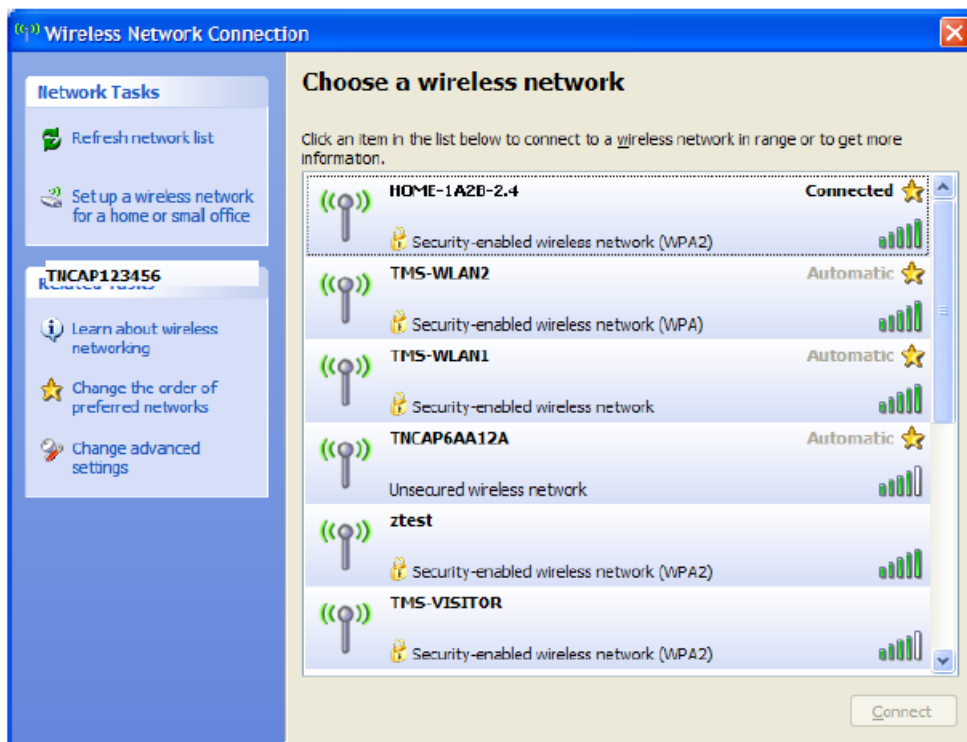 Wireless Network Connection
Network Tasks
Refresh network list
Set up a wireless network
for a home or small office
TNCAP123456
Related Tasks
Learn about wireless
networking
Change the order of
preferred networks
Change advanced
settings
Choose a wireless network
Click an item in the list below to connect to a wireless network in range or to get more
information.
HOME-1A2B-2.4 Connected
Security-enabled wireless network (WPA2)
TMS-WLAN2 Automatic
Security-enabled wireless network (WPA)
TMS-WLAN1 Automatic
Security-enabled wireless network
TNCAP6AA12A Automatic
Unsecured wireless network
ztest
Security-enabled wireless network (WPA2)
TMS-VISITOR
Security-enabled wireless network (WPA2)
Connect